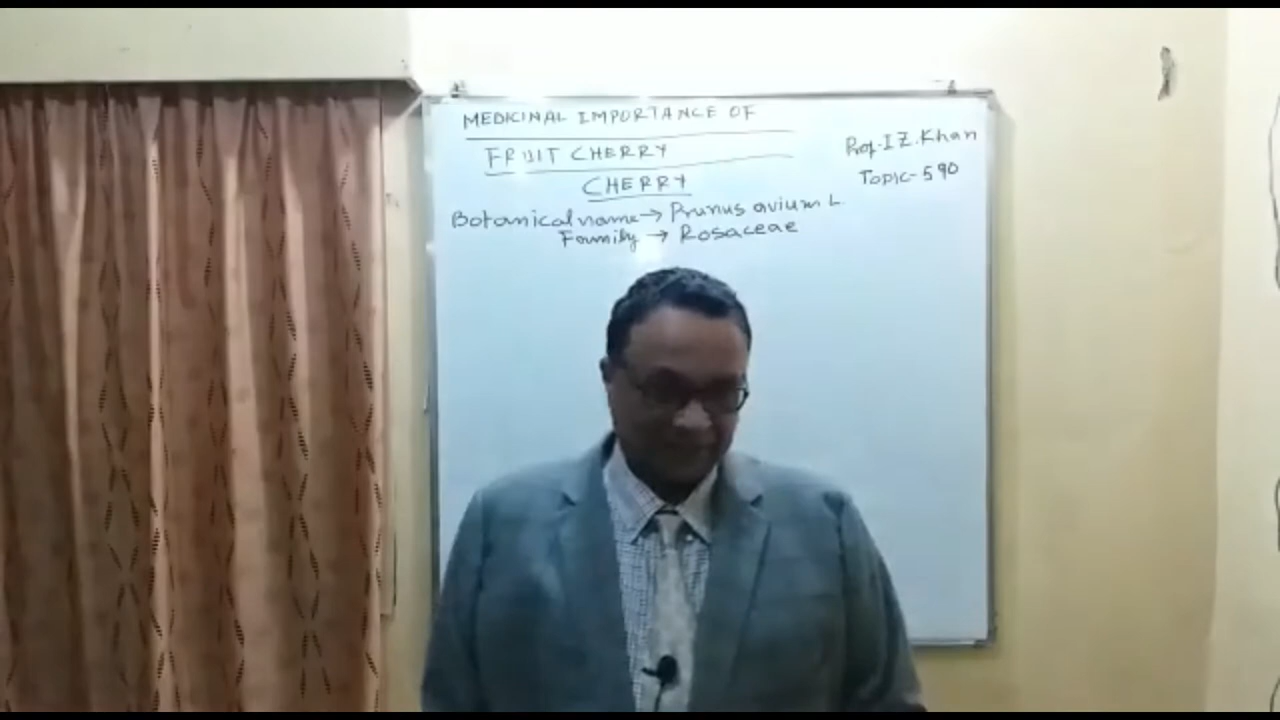 MEDICINAL IMPORTANCE OF
FRUIT CHERRY
CHERRY
Botanical name → Prunus avium L.
Family → Rosaceae
Prof. I Z. Khan
Topic-590